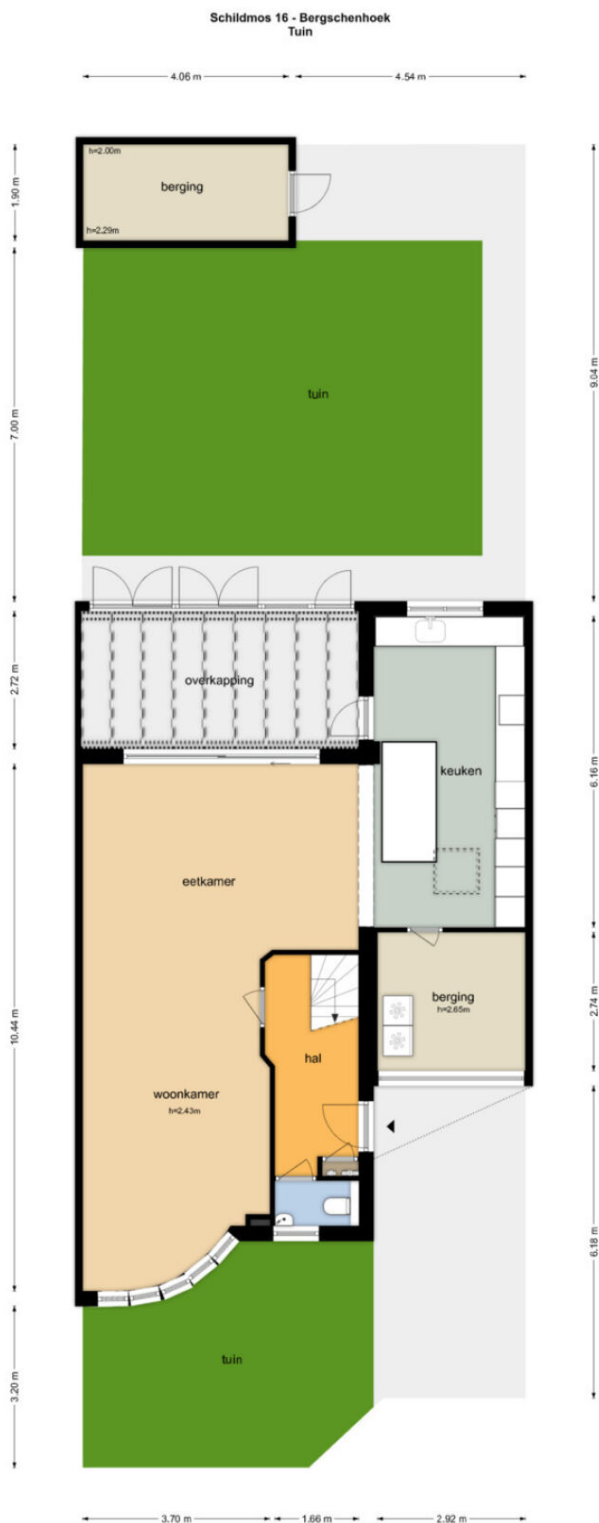 Schildmos 16 - Bergschenhoek
Tuin
4.06 m
4.54 m
h=2.00m
berging
h=2.29m
1.90 m
7.00 m
9.04 m
tuin
2.72 m
overkapping
keuken
6.16 m
eetkamer
10.44 m
berging
h=2.65m
2.74 m
hal
woonkamer
h=2.43m
6.18 m
tuin
3.20 m
3.70 m
1.66 m
2.92 m